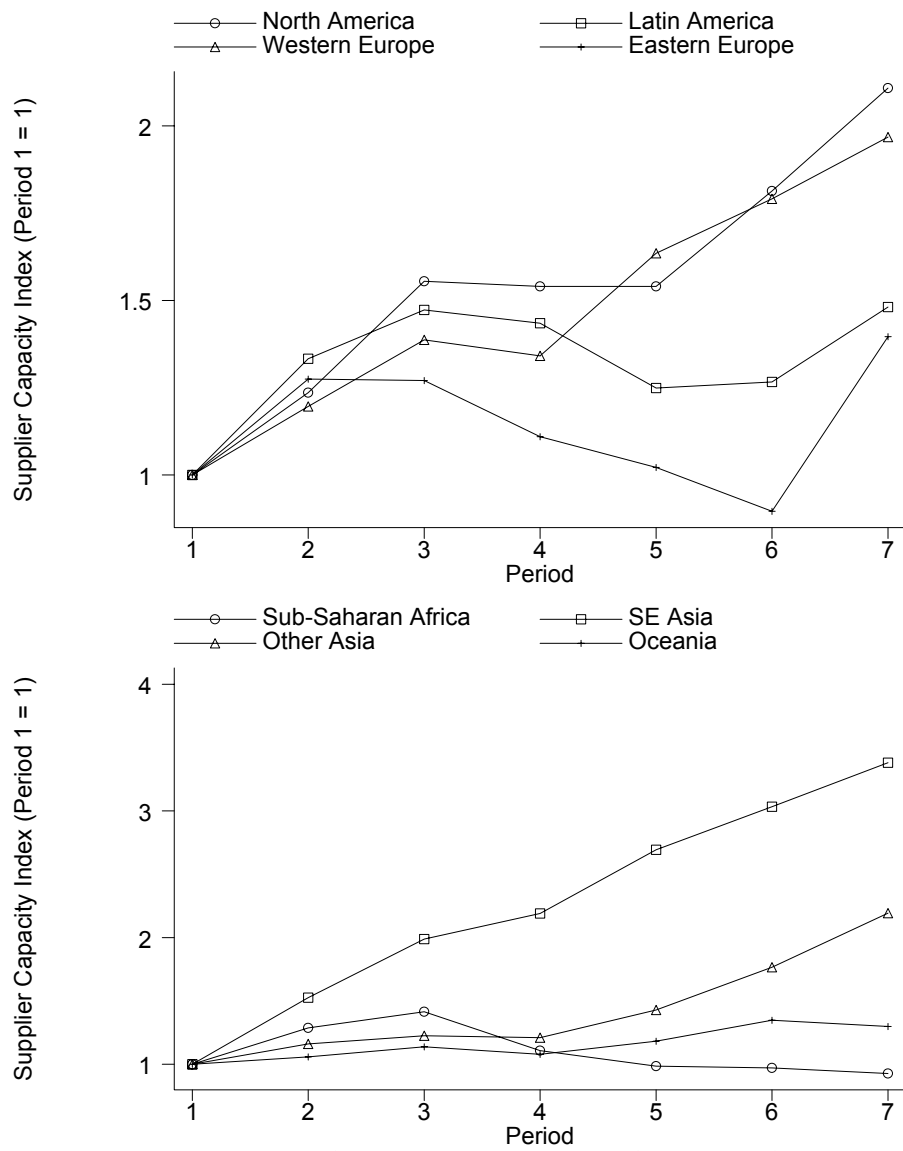 North America Latin America
Western Europe Eastern Europe
Supplier Capacity Index (Period 1 = 1)
2
1.5
1
1 2 3 4 5 6 7
Period
Sub-Saharan Africa SE Asia
Other Asia Oceania
Supplier Capacity Index (Period 1 = 1)
4
3
2
1
1 2 3 4 5 6 7
Period